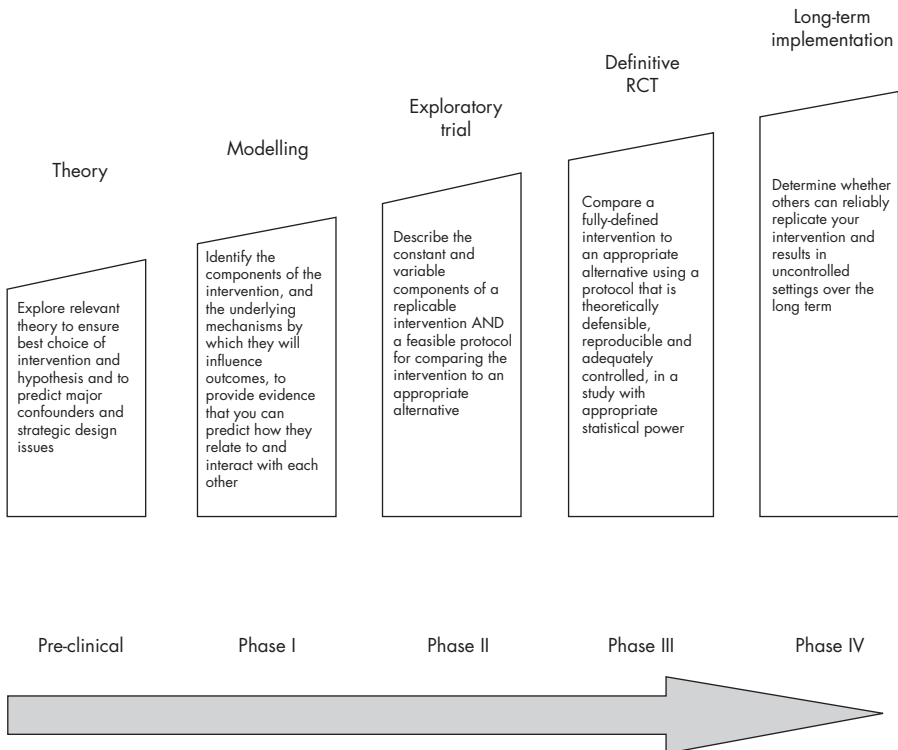 Theory
Explore relevant
theory to ensure
best choice of
intervention and
hypothesis and to
predict major
confounders and
strategic design
issues
Modelling
Identify the
components of the
intervention, and
the underlying
mechanisms by
which they will
influence
outcomes, to
provide evidence
that you can
predict how they
relate to and
interact with each
other
Exploratory
trial
Describe the
constant and
variable
components of a
replicable
intervention AND
a feasible protocol
for comparing the
intervention to an
appropriate
alternative
Definitive
RCT
Compare a
fully-defined
intervention to
an appropriate
alternative using a
protocol that is
theoretically
defensible,
reproducible and
adequately
controlled, in a
study with
appropriate
statistical power
Long-term
implementation
Determine whether
others can reliably
replicate your
intervention and
results in
uncontrolled
settings over the
long term
Pre-clinical
Phase I
Phase II
Phase III
Phase IV